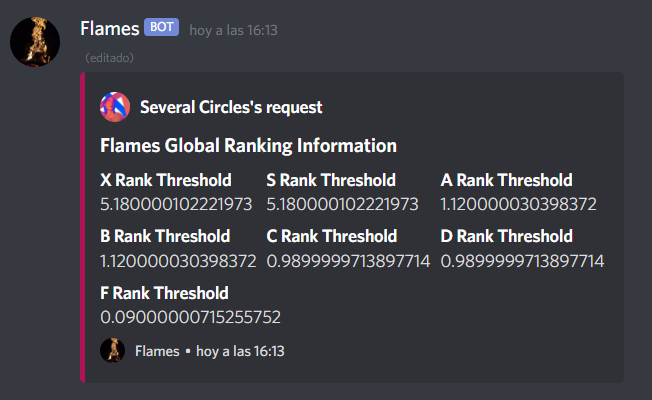 Flames BOT hoy a las 16:13
(editado)
Several Circles's request
Flames Global Ranking Information
X Rank Threshold S Rank Threshold A Rank Threshold
5.180000102221973 5.180000102221973 1.120000030398372
B Rank Threshold C Rank Threshold D Rank Threshold
1.120000030398372 0.9899999713897714 0.9899999713897714
F Rank Threshold
0.09000000715255752
Flames • hoy a las 16:13